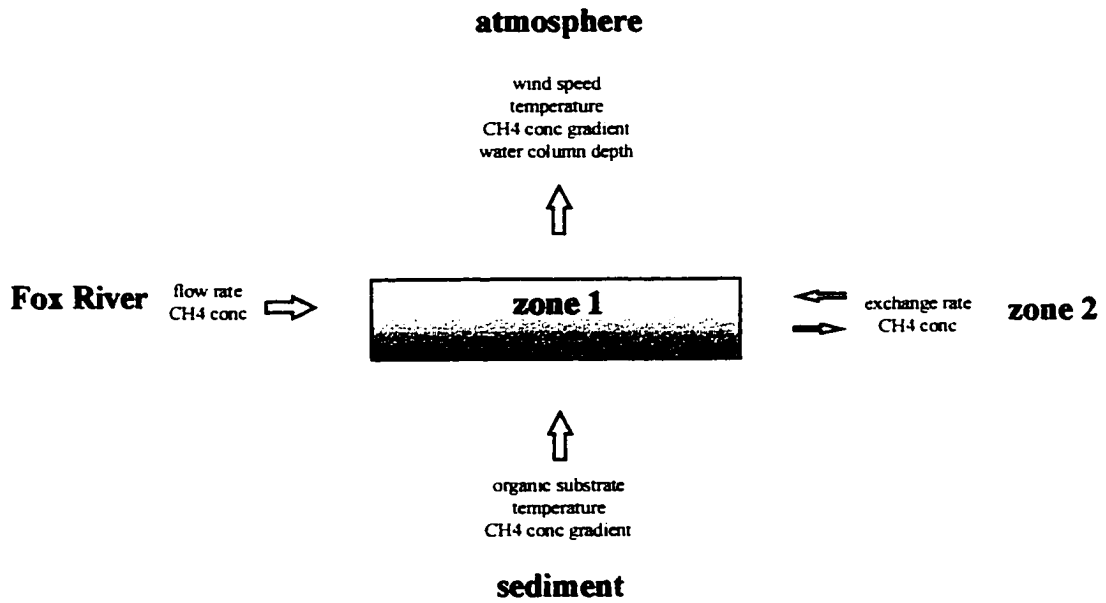 atmosphere
wind speed
temperature
CH4 conc gradient
water column depth
Fox River
flow rate
CH4 conc
zone 1
exchange rate
CH4 conc
zone 2
organic substrate
temperature
CH4 conc gradient
sediment